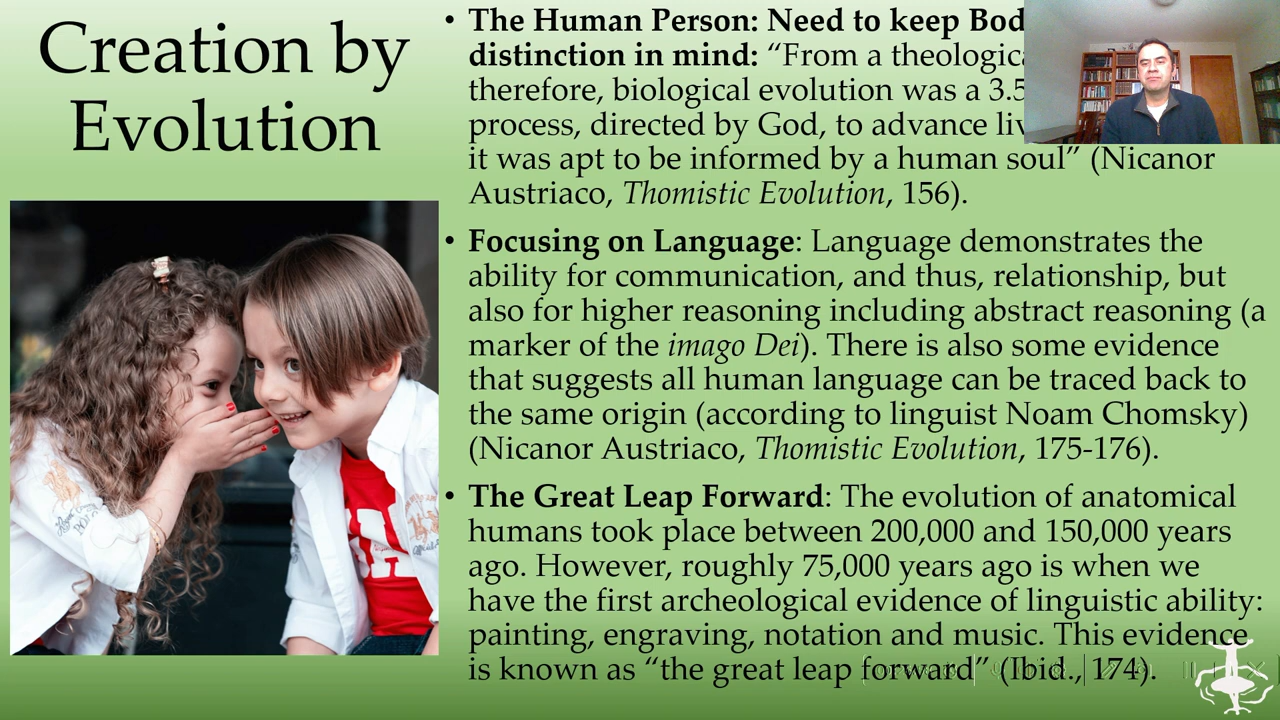 Creation by
Evolution
• The Human Person: Need to keep Bod
distinction in mind: “From a theologica
therefore, biological evolution was a 3.5
process, directed by God, to advance liv
it was apt to be informed by a human soul” (Nicanor
Austriaco, Thomistic Evolution, 156).
• Focusing on Language: Language demonstrates the
ability for communication, and thus, relationship, but
also for higher reasoning including abstract reasoning (a
marker of the imago Dei). There is also some evidence
that suggests all human language can be traced back to
the same origin (according to linguist Noam Chomsky)
(Nicanor Austriaco, Thomistic Evolution, 175-176).
• The Great Leap Forward: The evolution of anatomical
humans took place between 200,000 and 150,000 years
ago. However, roughly 75,000 years ago is when we
have the first archeological evidence of linguistic ability:
painting, engraving, notation and music. This evidence
is known as “the great leap forward” (Ibid., 174).